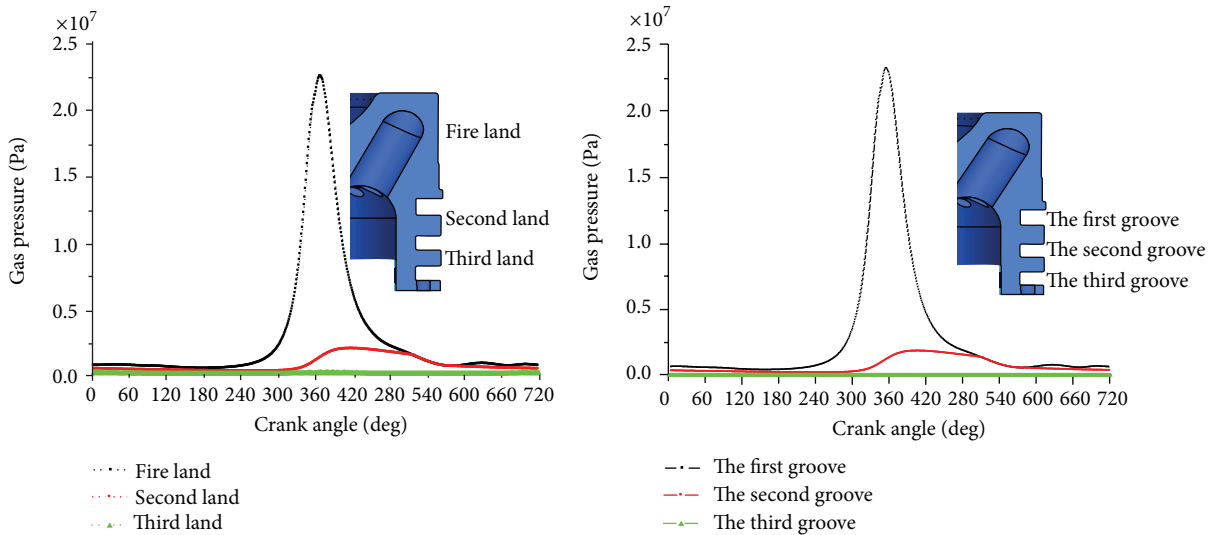 ×10⁷
2.5
2.0
1.5
1.0
0.5
0.0
Gas pressure (Pa)
0 60 120 180 240 300 360 420 480 540 600 660 720
Crank angle (deg)
Fire land
Second land
Third land
Fire land
Second land
Third land
×10⁷
2.5
2.0
1.5
1.0
0.5
0.0
Gas pressure (Pa)
0 60 120 180 240 300 360 420 480 540 600 660 720
Crank angle (deg)
The first groove
The second groove
The third groove
The first groove
The second groove
The third groove